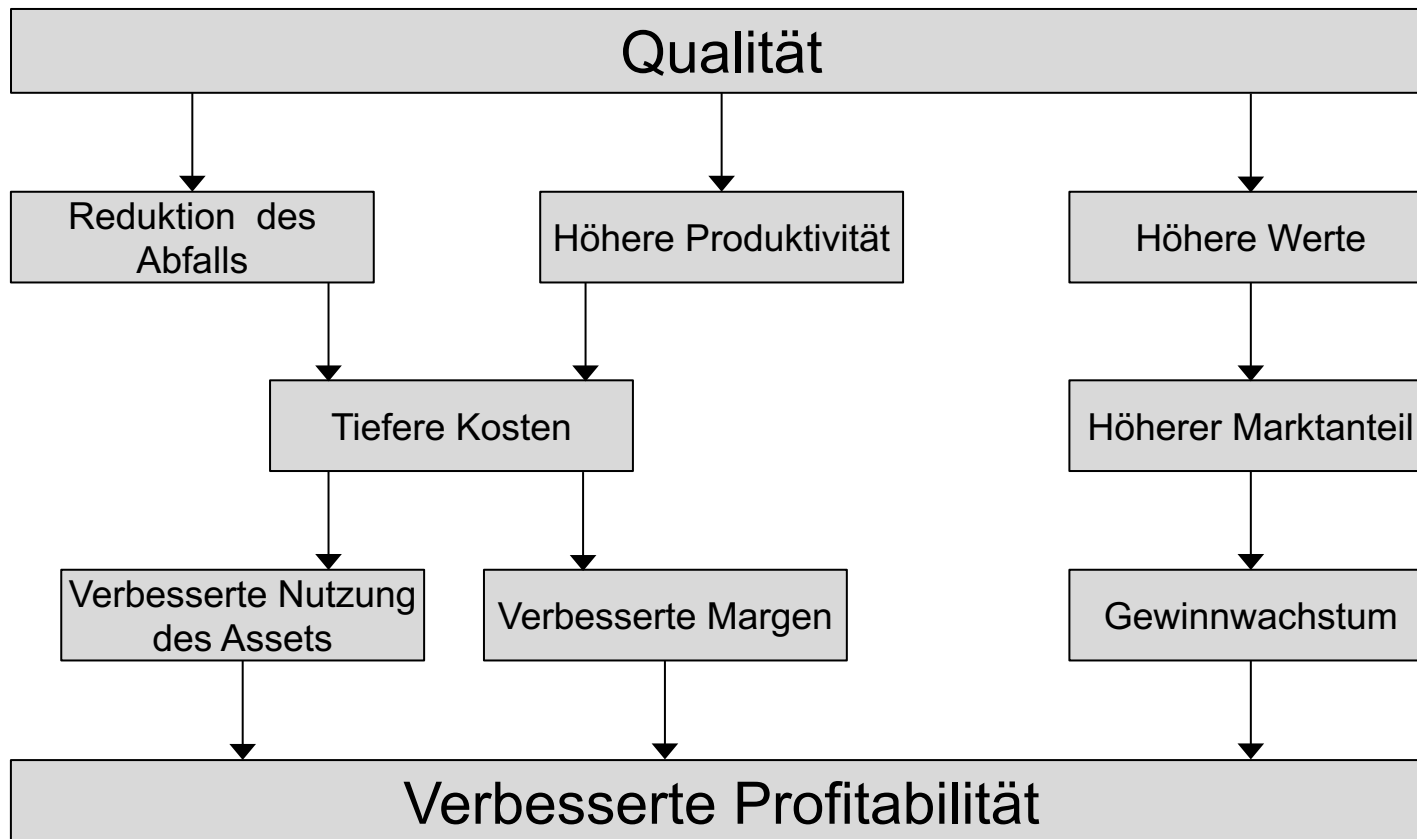 Qualität
Reduktion des
Abfalls
Höhere Produktivität
Höhere Werte
Tiefere Kosten
Höherer Marktanteil
Verbesserte Nutzung
des Assets
Verbesserte Margen
Gewinnwachstum
Verbesserte Profitabilität